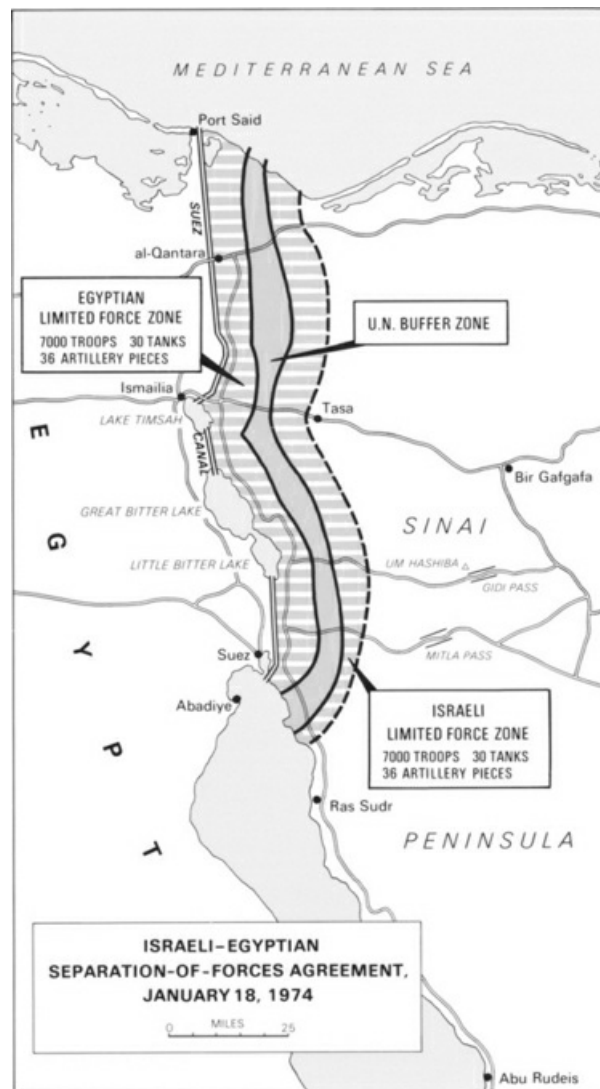 MEDITERRANEAN SEA
Port Said
SUEZ
al-Qantara
EGYPTIAN
LIMITED FORCE ZONE
7000 TROOPS 30 TANKS
36 ARTILLERY PIECES
U.N. BUFFER ZONE
Ismailia
LAKE TIMSAH
Tasa
CANAL
Bir Gafgafa
GREAT BITTER LAKE
SINAI
LITTLE BITTER LAKE
UM HASHIBA
GIDI PASS
MITLA PASS
Suez
Abadiye
EGYPT
ISRAELI
LIMITED FORCE ZONE
7000 TROOPS 30 TANKS
36 ARTILLERY PIECES
Ras Sudr
PENINSULA
ISRAELI-EGYPTIAN
SEPARATION-OF-FORCES AGREEMENT,
JANUARY 18, 1974
MILES
0 25
Abu Rudeis